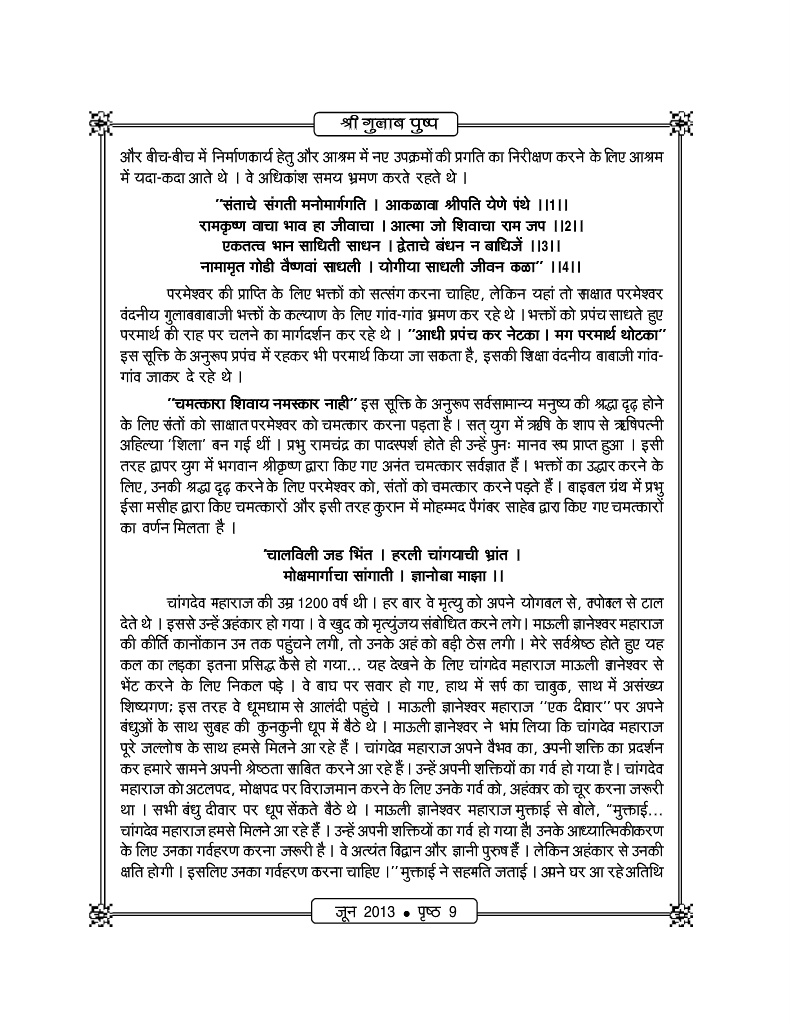 श्री गुलाब पुष्प
और बीच-बीच में निर्माणकार्य हेतु और आश्रम में नए उपक्रमों की प्रगति का निरीक्षण करने के लिए आश्रम
में यदा-कदा आते थे । वे अधिकांश समय भ्रमण करते रहते थे ।
''संताचे संगती मनोमार्गगति । आकळावा श्रीपति येणे पंथे ।।1।।
रामकृष्ण वाचा भाव हा जीवाचा । आत्मा जो शिवाचा राम जप ।।2।।
एकतत्व भान साधिती साधन । द्वेताचे बंधन न बाधिजें ।।3।।
नामामृत गोडी वैष्णवां साधली । योगीया साधली जीवन कळा'' ।।4।।
परमेश्वर की प्राप्ति के लिए भक्तों को सत्संग करना चाहिए, लेकिन यहां तो साक्षात परमेश्वर
वंदनीय गुलाबबाबाजी भक्तों के कल्याण के लिए गांव-गांव भ्रमण कर रहे थे । भक्तों को प्रपंच साधते हुए
परमार्थ की राह पर चलने का मार्गदर्शन कर रहे थे । ''आधी प्रपंच कर नेटका । मग परमार्थ थोटका''
इस सूक्ति के अनुरूप प्रपंच में रहकर भी परमार्थ किया जा सकता है, इसकी शिक्षा वंदनीय बाबाजी गांव-
गांव जाकर दे रहे थे ।
''चमत्कारा शिवाय नमस्कार नाही'' इस सूक्ति के अनुरूप सर्वसामान्य मनुष्य की श्रद्धा दृढ़ होने
के लिए संतों को साक्षात परमेश्वर को चमत्कार करना पड़ता है । सत् युग में ऋषि के शाप से ऋषिपत्नी
अहिल्या 'शिला' बन गई थीं । प्रभु रामचंद्र का पादस्पर्श होते ही उन्हें पुनः मानव रूप प्राप्त हुआ । इसी
तरह द्वापर युग में भगवान श्रीकृष्ण द्वारा किए गए अनंत चमत्कार सर्वज्ञात हैं । भक्तों का उद्धार करने के
लिए, उनकी श्रद्धा दृढ़ करने के लिए परमेश्वर को, संतों को चमत्कार करने पड़ते हैं । बाइबल ग्रंथ में प्रभु
ईसा मसीह द्वारा किए चमत्कारों और इसी तरह कुरान में मोहम्मद पैगंबर साहेब द्वारा किए गए चमत्कारों
का वर्णन मिलता है ।
'चालविली जड भिंत । हरली चांगयाची भ्रांत ।
मोक्षमार्गाचा सांगाती । ज्ञानोबा माझा ।।
चांगदेव महाराज की उम्र 1200 वर्ष थी । हर बार वे मृत्यु को अपने योगबल से, तपोबल से टाल
देते थे । इससे उन्हें अहंकार हो गया । वे खुद को मृत्युंजय संबोधित करने लगे । माऊली ज्ञानेश्वर महाराज
की कीर्ति कानोंकान उन तक पहुंचने लगी, तो उनके अहं को बड़ी ठेस लगी । मेरे सर्वश्रेष्ठ होते हुए यह
कल का लड़का इतना प्रसिद्ध कैसे हो गया... यह देखने के लिए चांगदेव महाराज माऊली ज्ञानेश्वर से
भेंट करने के लिए निकल पड़े । वे बाघ पर सवार हो गए, हाथ में सर्प का चाबुक, साथ में असंख्य
शिष्यगण; इस तरह वे धूमधाम से आलंदी पहुंचे । माऊली ज्ञानेश्वर महाराज ''एक दीवार'' पर अपने
बंधुओं के साथ सुबह की कुनकुनी धूप में बैठे थे । माऊली ज्ञानेश्वर ने भांप लिया कि चांगदेव महाराज
पूरे जल्लोष के साथ हमसे मिलने आ रहे हैं । चांगदेव महाराज अपने वैभव का, अपनी शक्ति का प्रदर्शन
कर हमारे सामने अपनी श्रेष्ठता साबित करने आ रहे हैं । उन्हें अपनी शक्तियों का गर्व हो गया है । चांगदेव
महाराज को अटलपद, मोक्षपद पर विराजमान करने के लिए उनके गर्व को, अहंकार को चूर करना जरूरी
था । सभी बंधु दीवार पर धूप सेंकते बैठे थे । माऊली ज्ञानेश्वर महाराज मुक्ताई से बोले, ''मुक्ताई...
चांगदेव महाराज हमसे मिलने आ रहे हैं । उन्हें अपनी शक्तियों का गर्व हो गया है। उनके आध्यात्मिकीकरण
के लिए उनका गर्वहरण करना जरूरी है । वे अत्यंत विद्वान और ज्ञानी पुरुष हैं । लेकिन अहंकार से उनकी
क्षति होगी । इसलिए उनका गर्वहरण करना चाहिए ।'' मुक्ताई ने सहमति जताई । अपने घर आ रहे अतिथि
जून 2013 ● पृष्ठ 9